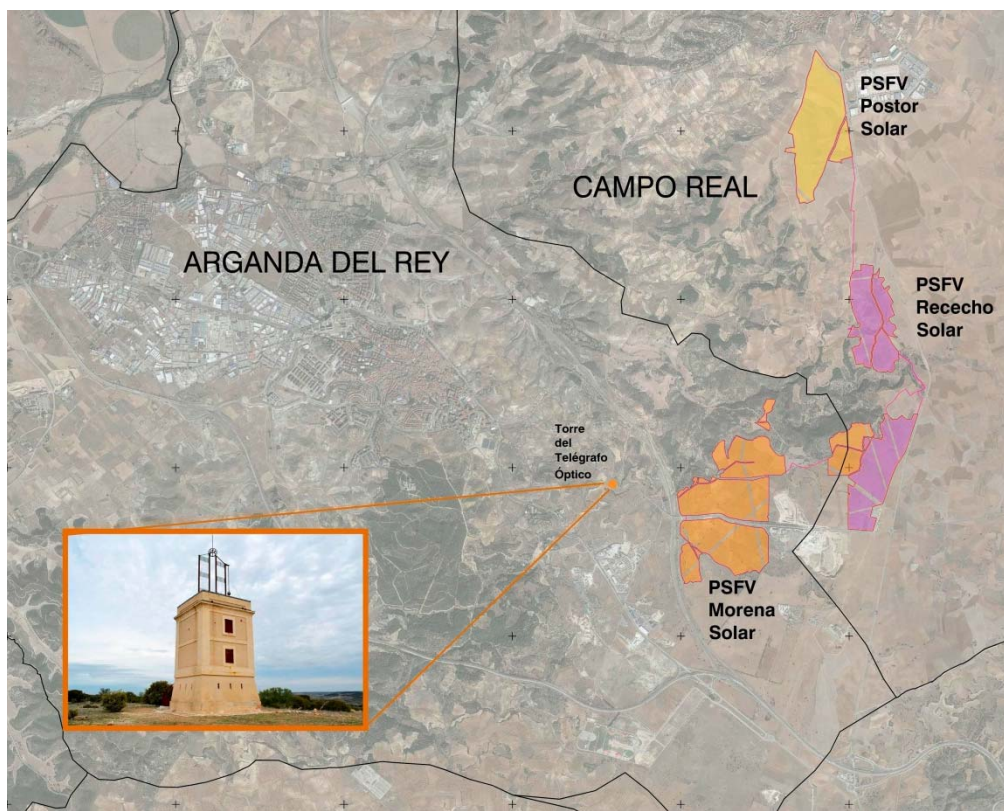 PSFV
Postor
Solar
CAMPO REAL
ARGANDA DEL REY
PSFV
Rececho
Solar
Torre
del
Telégrafo
Óptico
PSFV
Morena
Solar